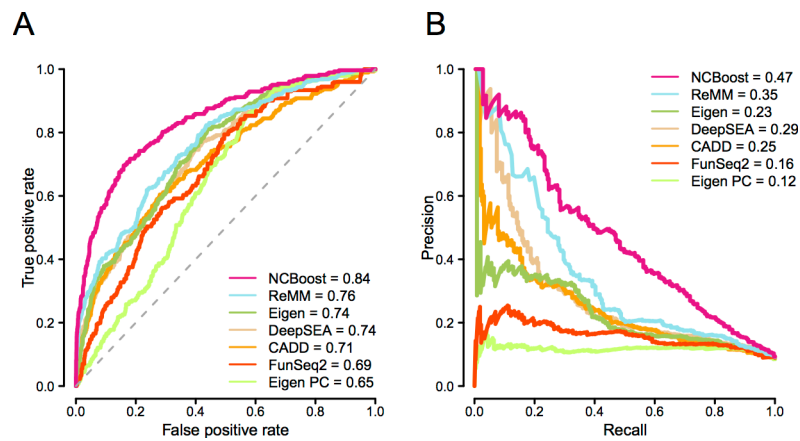 A
B
1.0
0.8
0.6
0.4
0.2
0.0
True positive rate
NCBoost = 0.84
ReMM = 0.76
Eigen = 0.74
DeepSEA = 0.74
CADD = 0.71
FunSeq2 = 0.69
Eigen PC = 0.65
0.0 0.2 0.4 0.6 0.8 1.0
False positive rate
1.0
0.8
0.6
0.4
0.2
0.0
Precision
NCBoost = 0.47
ReMM = 0.35
Eigen = 0.23
DeepSEA = 0.29
CADD = 0.25
FunSeq2 = 0.16
Eigen PC = 0.12
0.0 0.2 0.4 0.6 0.8 1.0
Recall